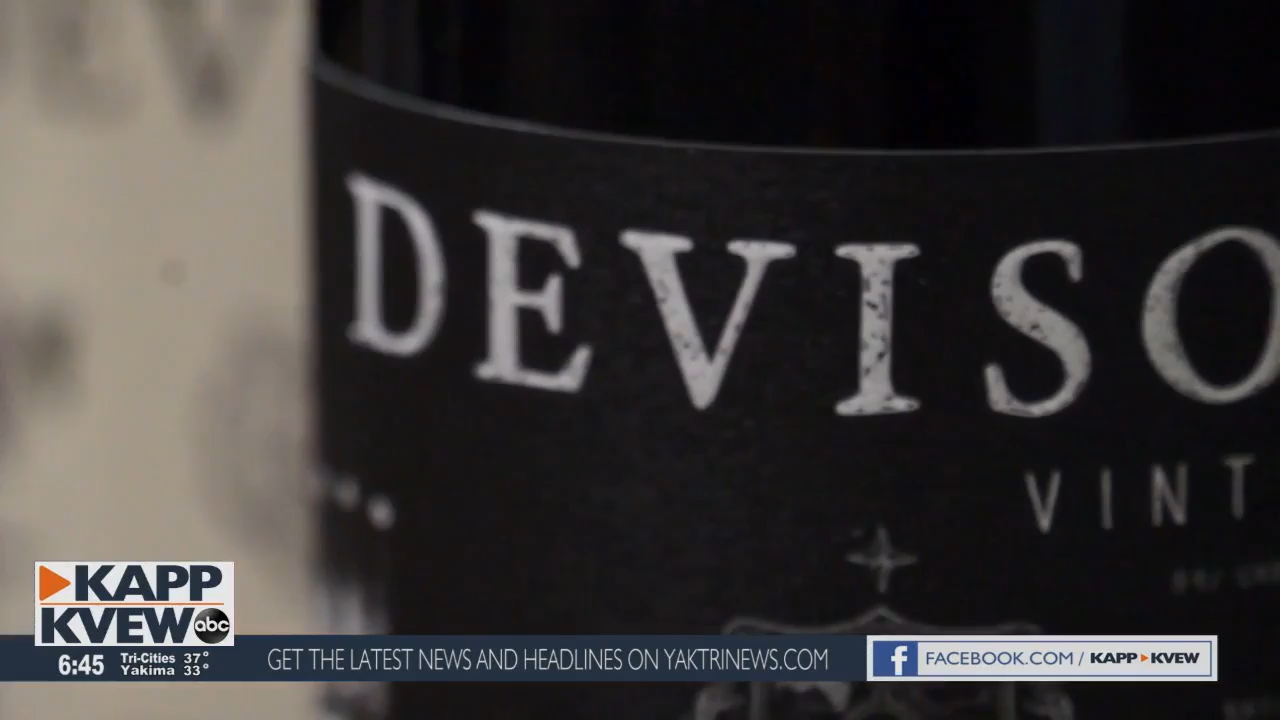 DEVISO
VINT
KAPP
KVEW abc
6:45
Tri-Cities 37°
Yakima 33°
GET THE LATEST NEWS AND HEADLINES ON YAKTRINEWS.COM
f FACEBOOK.COM / KAPP KVEW